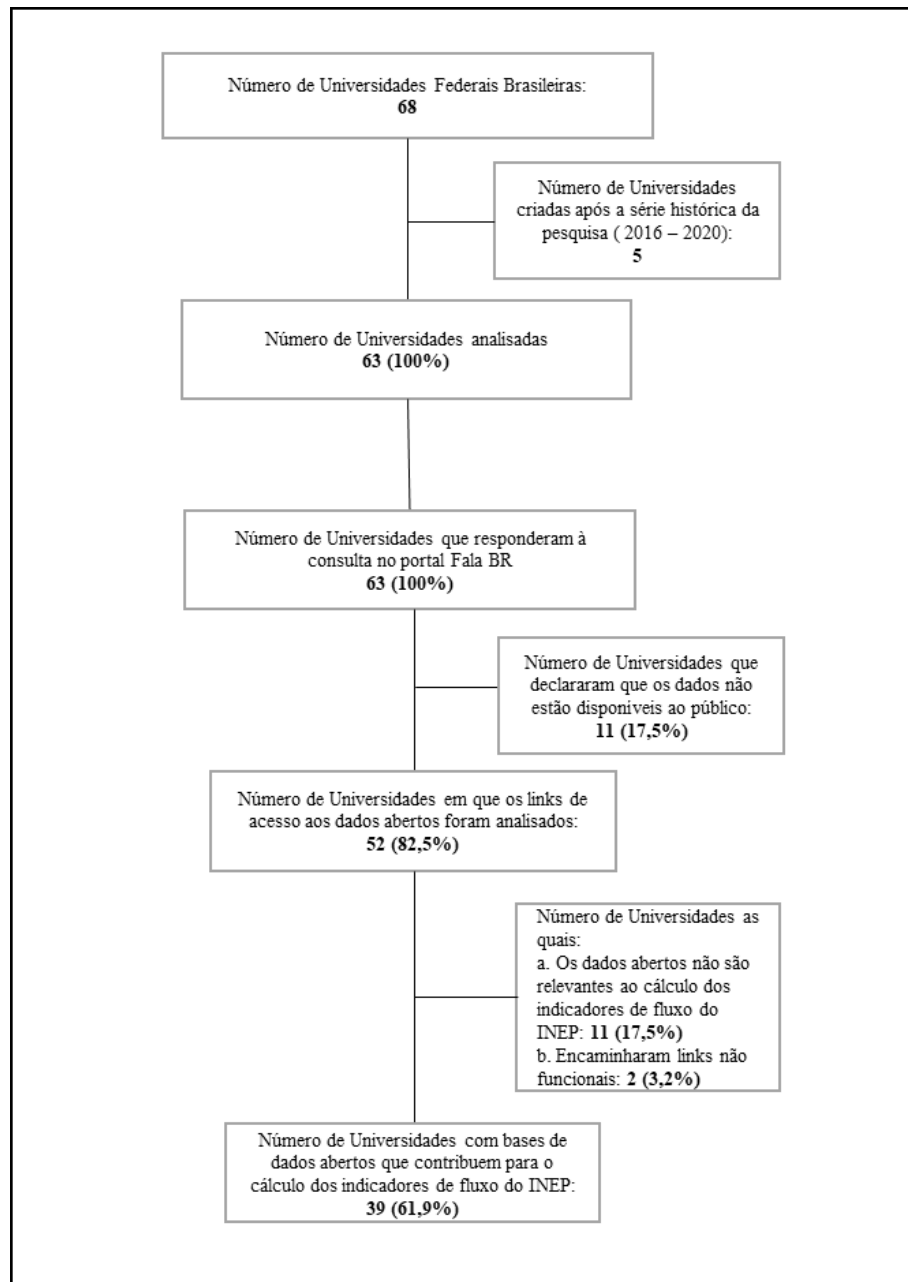 Número de Universidades Federais Brasileiras:
68
Número de Universidades
criadas após a série histórica da
pesquisa ( 2016 – 2020):
5
Número de Universidades analisadas
63 (100%)
Número de Universidades que responderam à
consulta no portal Fala BR
63 (100%)
Número de Universidades que
declararam que os dados não
estão disponiveis ao público:
11 (17,5%)
Número de Universidades em que os links de
acesso aos dados abertos foram analisados:
52 (82,5%)
Número de Universidades as
quais:
a. Os dados abertos não são
relevantes ao cálculo dos
indicadores de fluxo do
INEP: 11 (17,5%)
b. Encaminharam links não
funcionais: 2 (3,2%)
Número de Universidades com bases de
dados abertos que contribuem para o
cálculo dos indicadores de fluxo do INEP:
39 (61,9%)